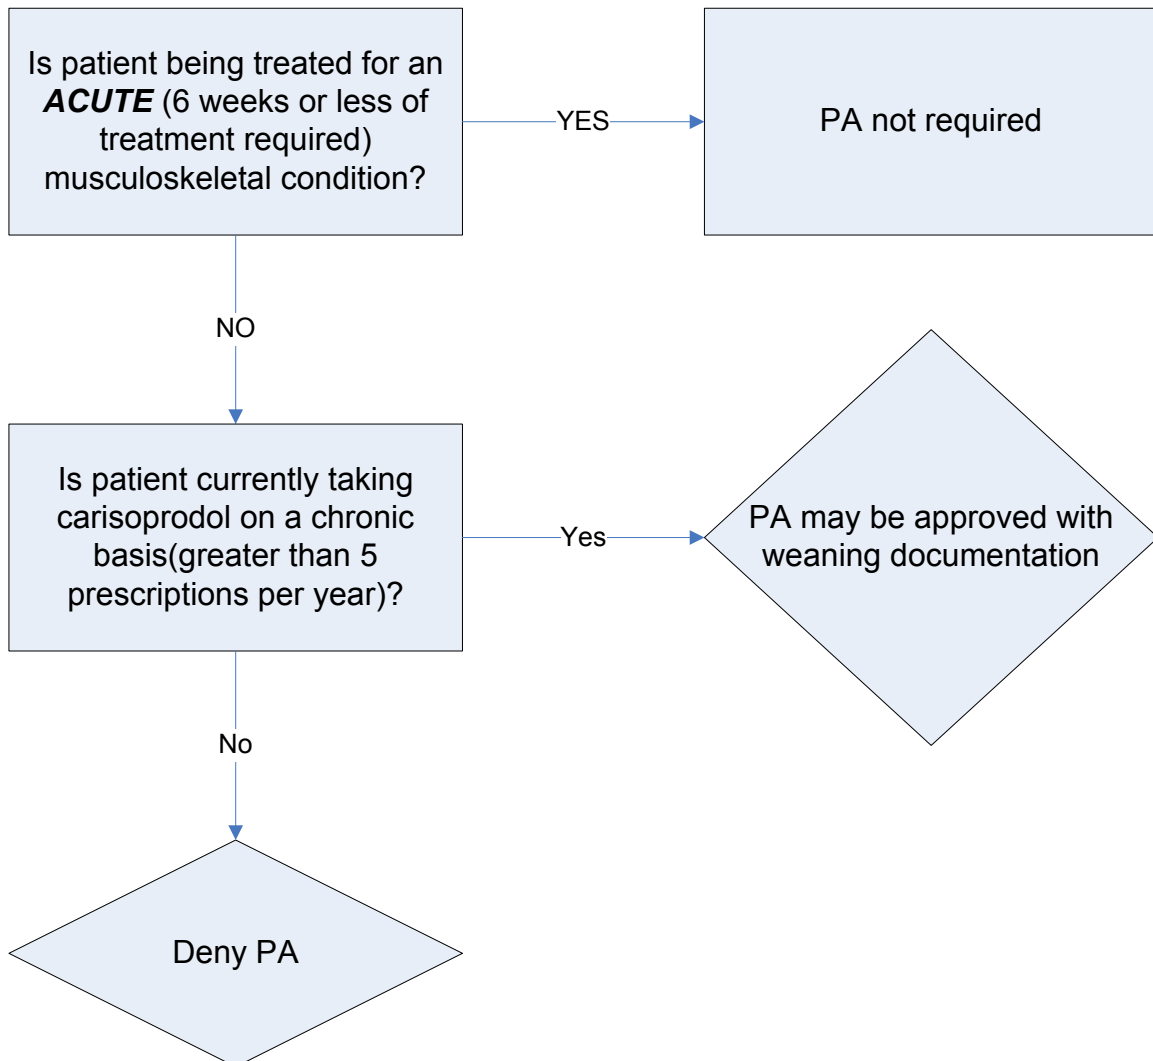 Is patient being treated for an
ACUTE (6 weeks or less of
treatment required)
musculoskeletal condition?
YES
PA not required
NO
Is patient currently taking
carisoprodol on a chronic
basis(greater than 5
prescriptions per year)?
Yes
PA may be approved with
weaning documentation
No
Deny PA